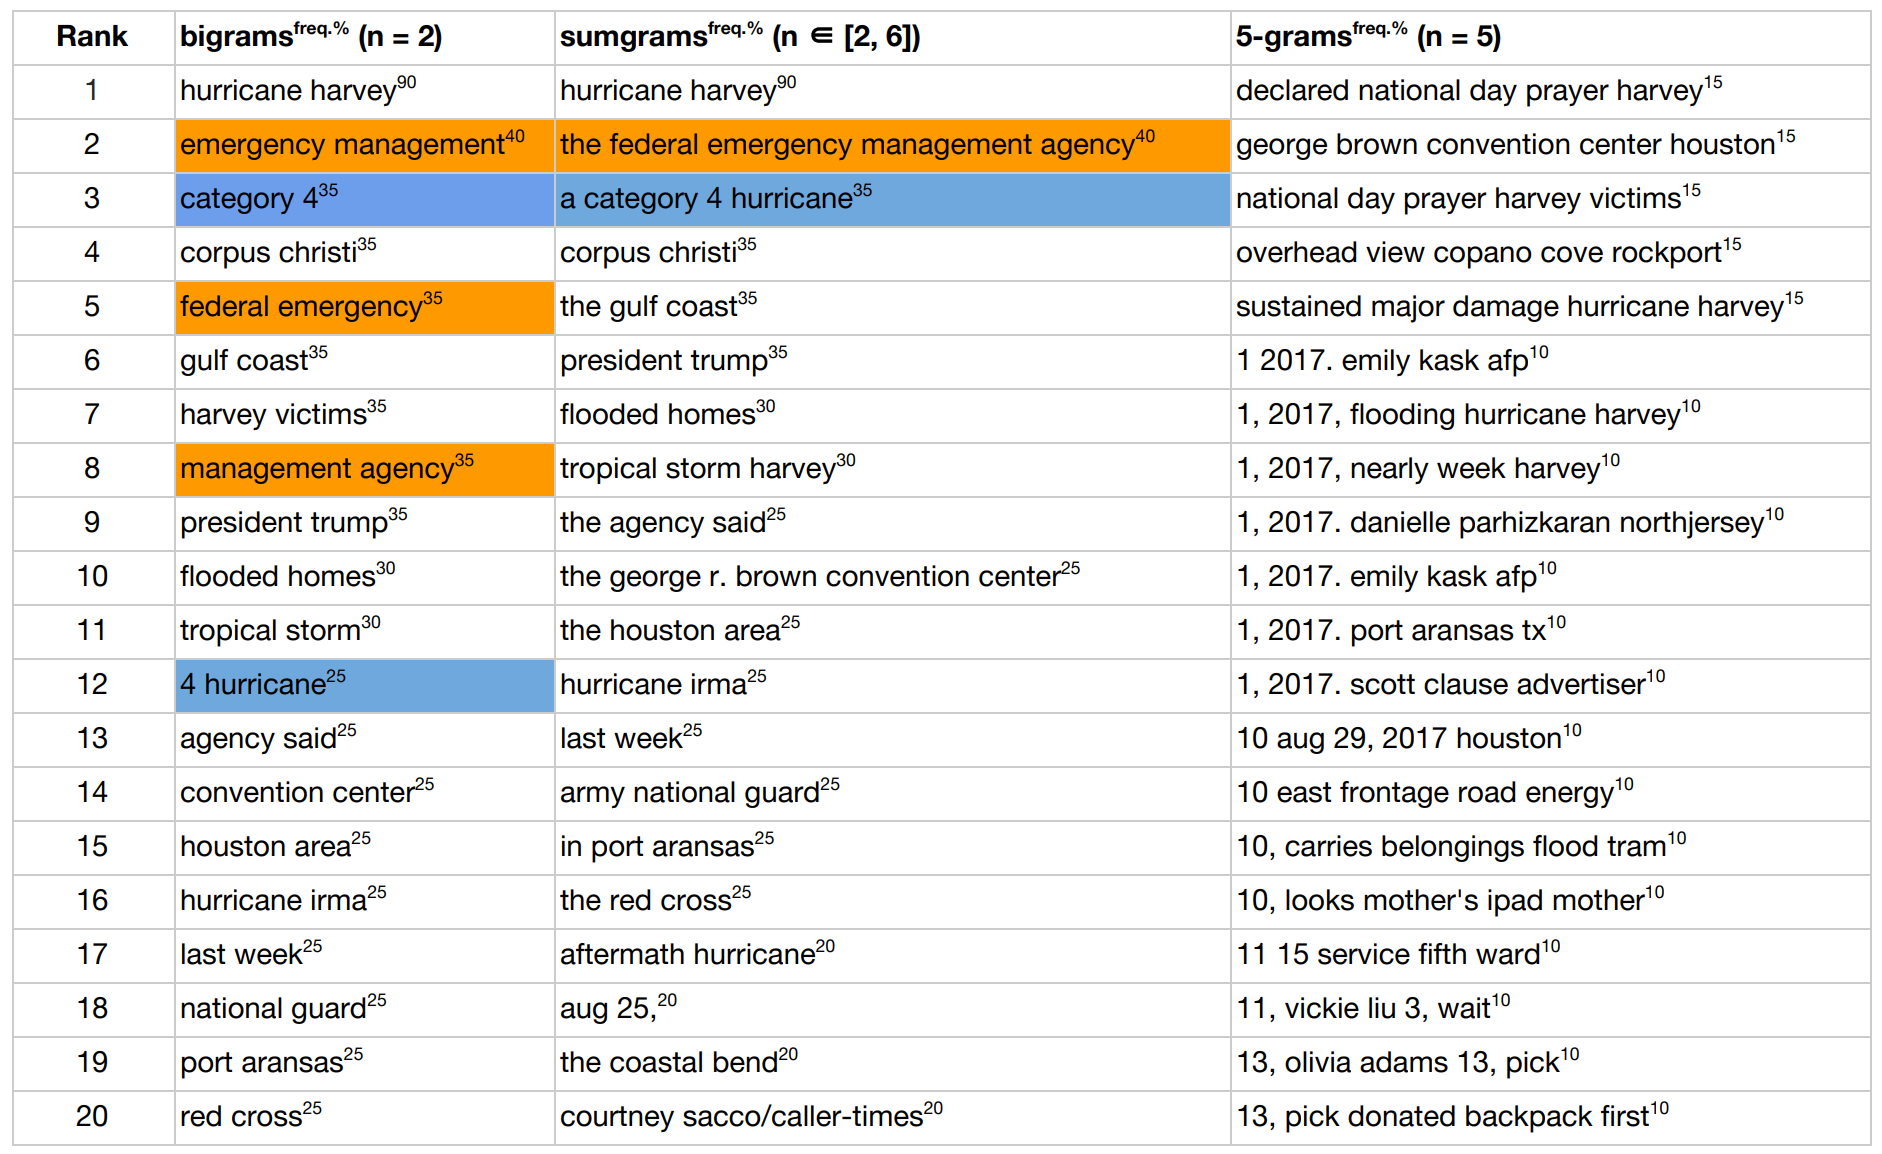 Rank bigrams^freq.% (n = 2) sumgrams^freq.% (n ∈ [2, 6]) 5-grams^freq.% (n = 5)
1 hurricane harvey^90 hurricane harvey^90 declared national day prayer harvey^15
2 emergency management^40 the federal emergency management agency^40 george brown convention center houston^15
3 category 4^35 a category 4 hurricane^35 national day prayer harvey victims^15
4 corpus christi^35 corpus christi^35 overhead view copano cove rockport^15
5 federal emergency^35 the gulf coast^35 sustained major damage hurricane harvey^15
6 gulf coast^35 president trump^35 1 2017. emily kask afp^10
7 harvey victims^35 flooded homes^30 1, 2017, flooding hurricane harvey^10
8 management agency^35 tropical storm harvey^30 1, 2017, nearly week harvey^10
9 president trump^35 the agency said^25 1, 2017. danielle parhizkaran northjersey^10
10 flooded homes^30 the george r. brown convention center^25 1, 2017. emily kask afp^10
11 tropical storm^30 the houston area^25 1, 2017. port aransas tx^10
12 4 hurricane^25 hurricane irma^25 1, 2017. scott clause advertiser^10
13 agency said^25 last week^25 10 aug 29, 2017 houston^10
14 convention center^25 army national guard^25 10 east frontage road energy^10
15 houston area^25 in port aransas^25 10, carries belongings flood tram^10
16 hurricane irma^25 the red cross^25 10, looks mother's ipad mother^10
17 last week^25 aftermath hurricane^20 11 15 service fifth ward^10
18 national guard^25 aug 25,^20 11, vickie liu 3, wait^10
19 port aransas^25 the coastal bend^20 13, olivia adams 13, pick^10
20 red cross^25 courtney sacco/caller-times^20 13, pick donated backpack first^10